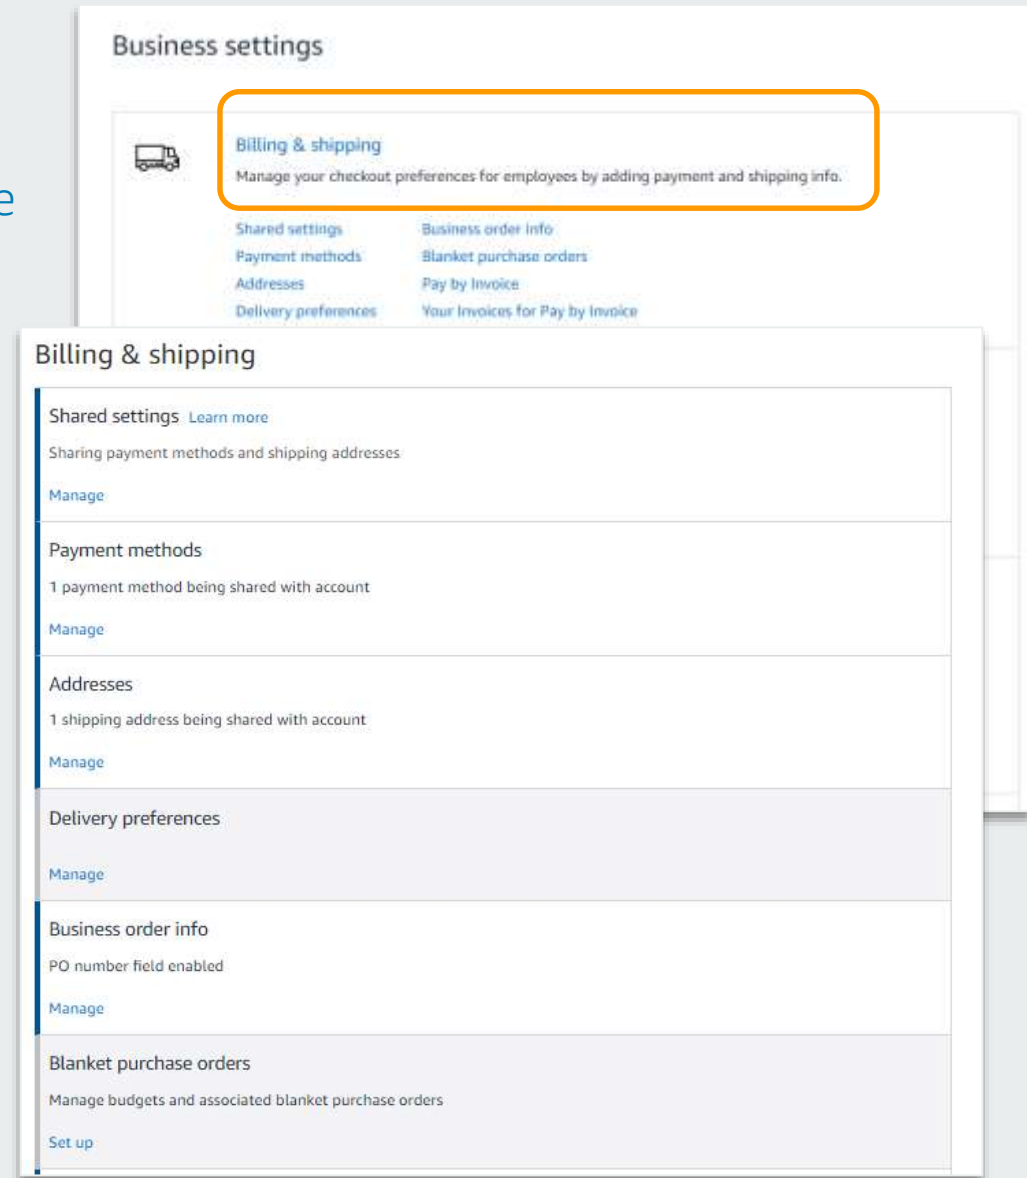 Business settings
Billing & shipping
Manage your checkout preferences for employees by adding payment and shipping info.
e
Shared settings Business order info
Payment methods Blanket purchase orders
Addresses Pay by Invoice
Delivery preferences Your Invoices for Pay by Invoice
Billing & shipping
Shared settings Learn more
Sharing payment methods and shipping addresses
Manage
Payment methods
1 payment method being shared with account
Manage
Addresses
1 shipping address being shared with account
Manage
Delivery preferences
Manage
Business order info
PO number field enabled
Manage
Blanket purchase orders
Manage budgets and associated blanket purchase orders
Set up